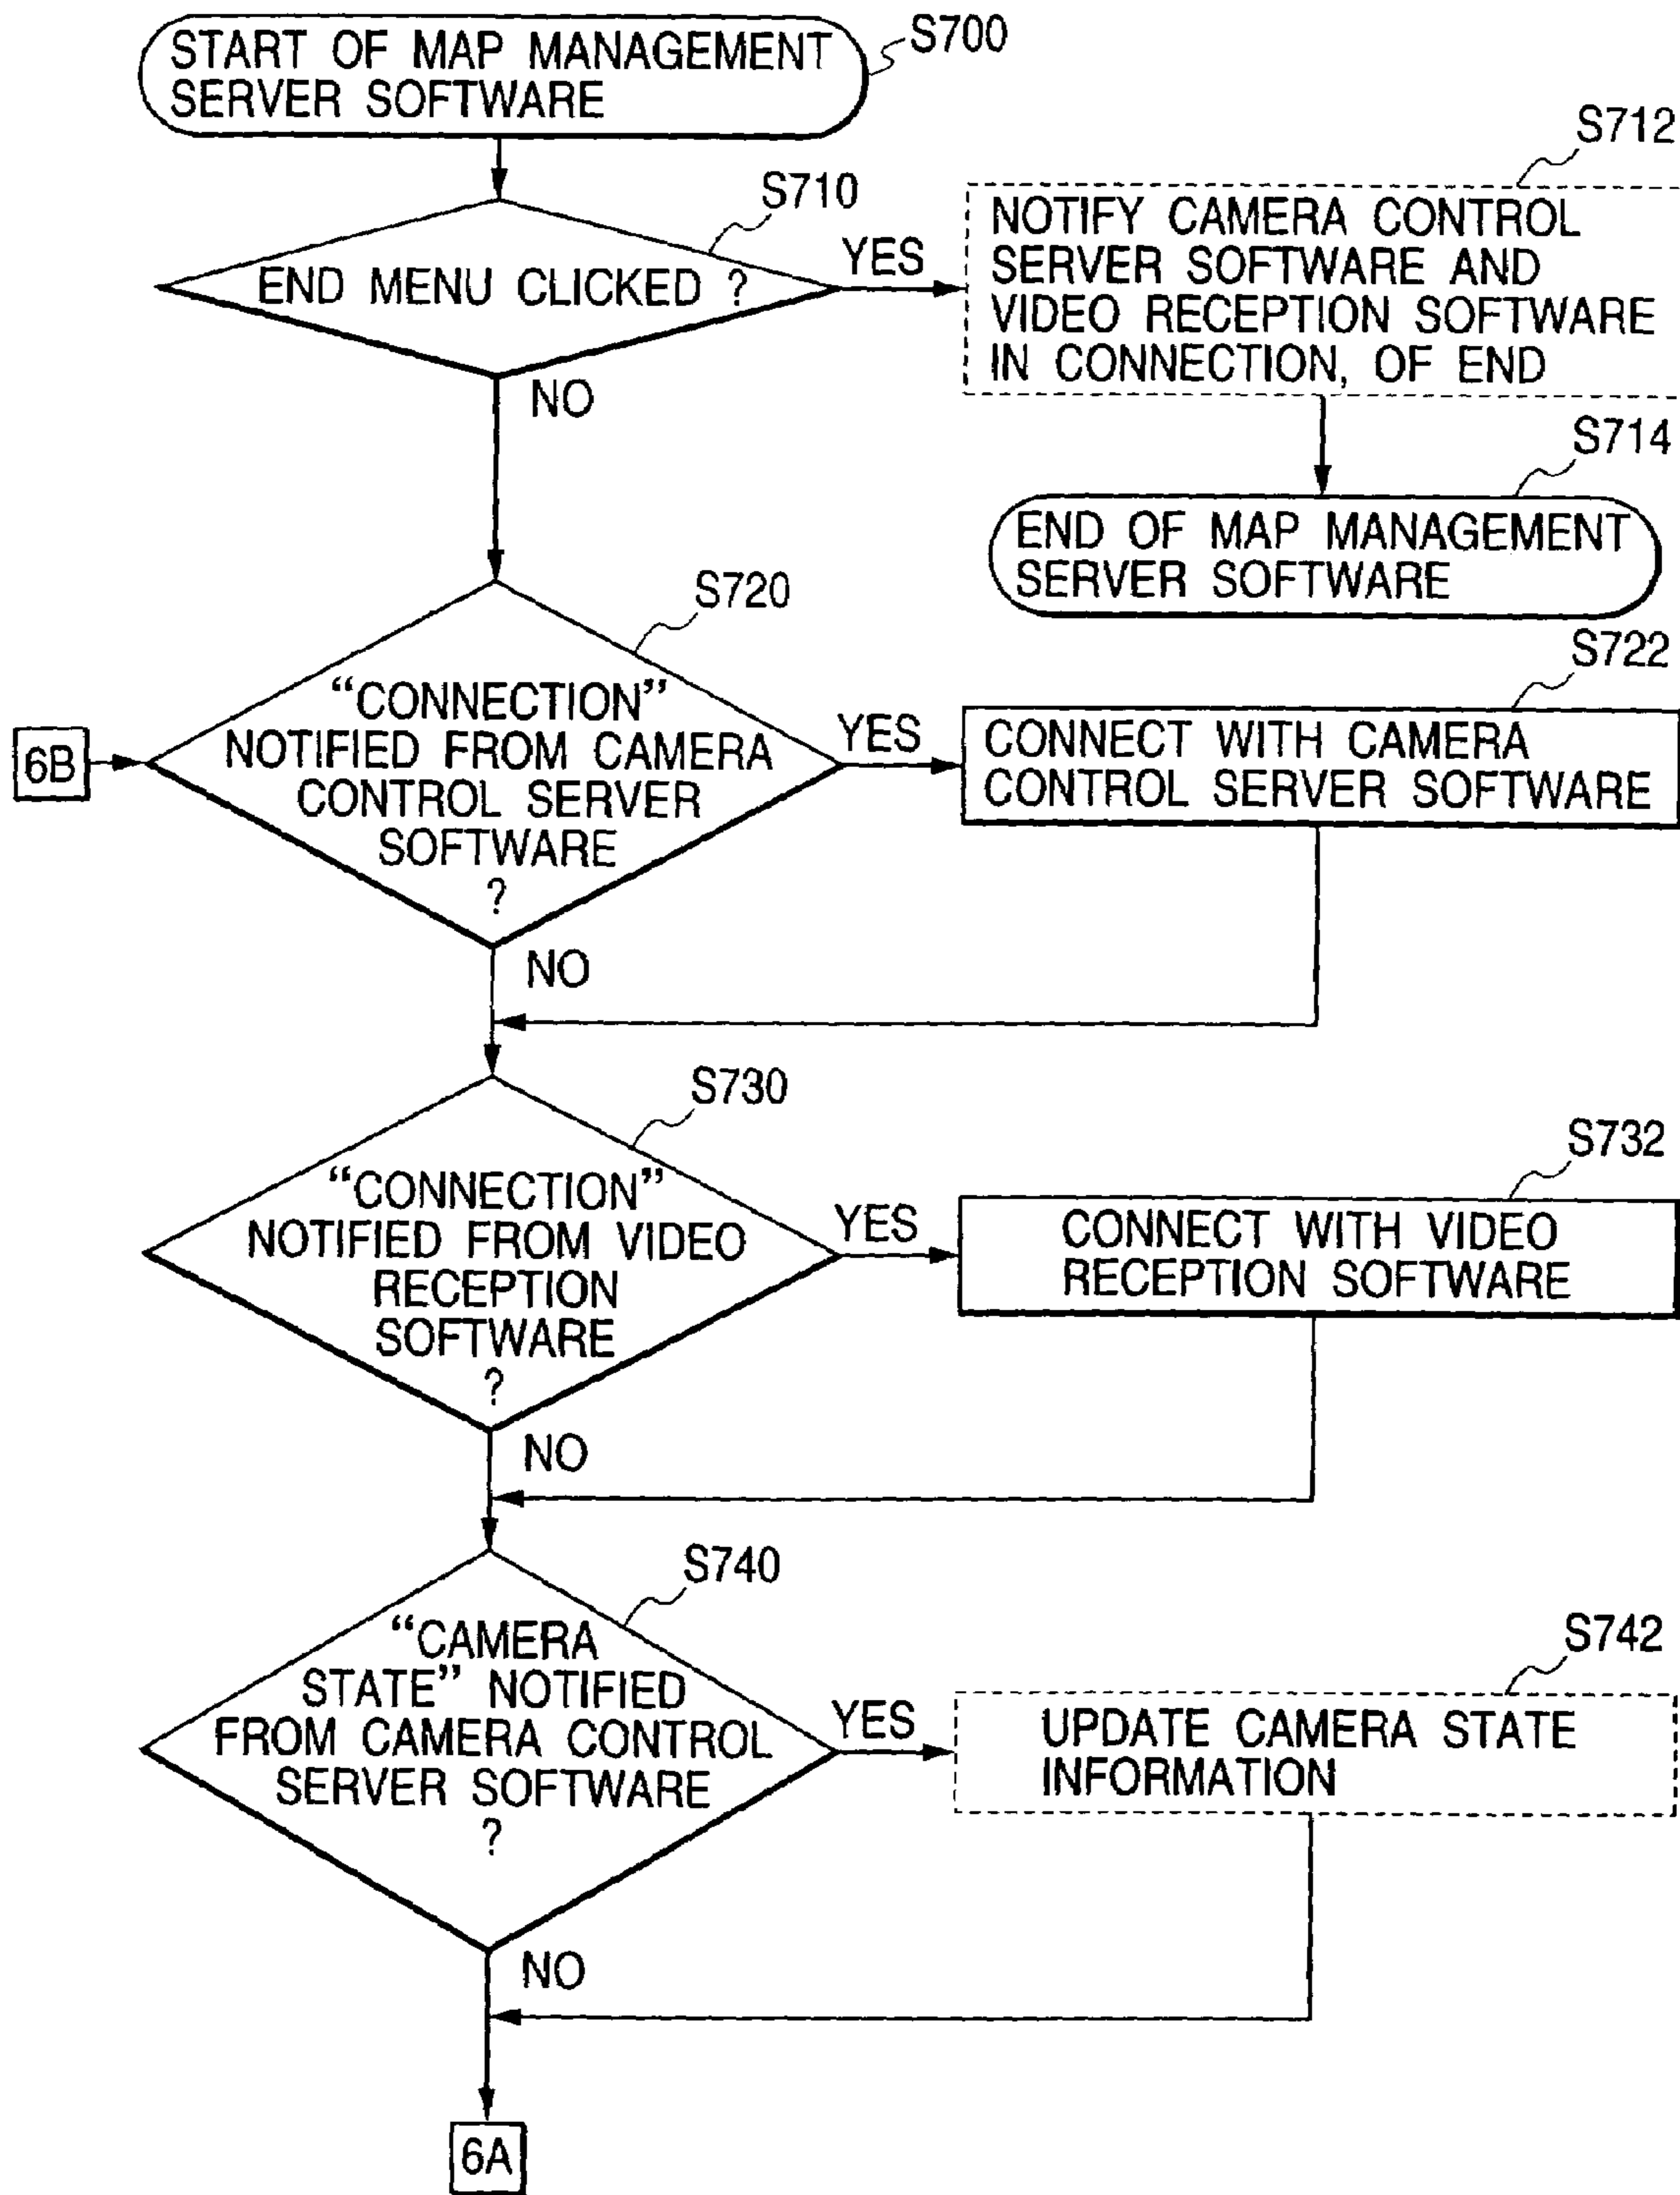 START OF MAP MANAGEMENT
SERVER SOFTWARE
S700
S710
END MENU CLICKED ?
YES
NO
S712
NOTIFY CAMERA CONTROL
SERVER SOFTWARE AND
VIDEO RECEPTION SOFTWARE
IN CONNECTION, OF END
S714
END OF MAP MANAGEMENT
SERVER SOFTWARE
6B
S720
“CONNECTION”
NOTIFIED FROM CAMERA
CONTROL SERVER
SOFTWARE
?
YES
NO
S722
CONNECT WITH CAMERA
CONTROL SERVER SOFTWARE
S730
“CONNECTION”
NOTIFIED FROM VIDEO
RECEPTION
SOFTWARE
?
YES
NO
S732
CONNECT WITH VIDEO
RECEPTION SOFTWARE
S740
“CAMERA
STATE” NOTIFIED
FROM CAMERA CONTROL
SERVER SOFTWARE
?
YES
NO
S742
UPDATE CAMERA STATE
INFORMATION
6A